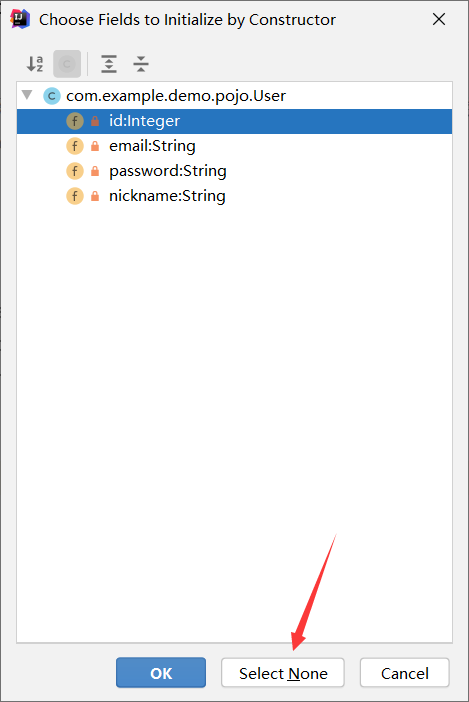 Choose Fields to Initialize by Constructor
com.example.demo.pojo.User
id:Integer
email:String
password:String
nickname:String
OK
Select None
Cancel